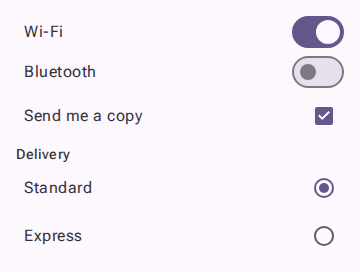 Wi-Fi
Bluetooth
Send me a copy
Delivery
Standard
Express